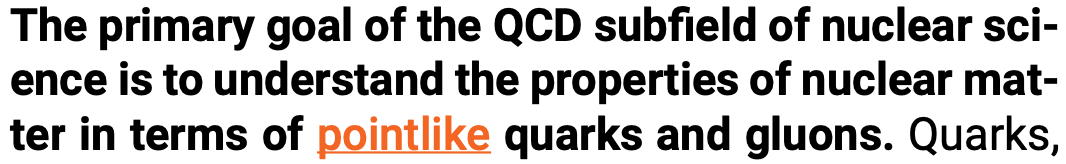 The primary goal of the QCD subfield of nuclear sci-
ence is to understand the properties of nuclear mat-
ter in terms of pointlike quarks and gluons. Quarks,